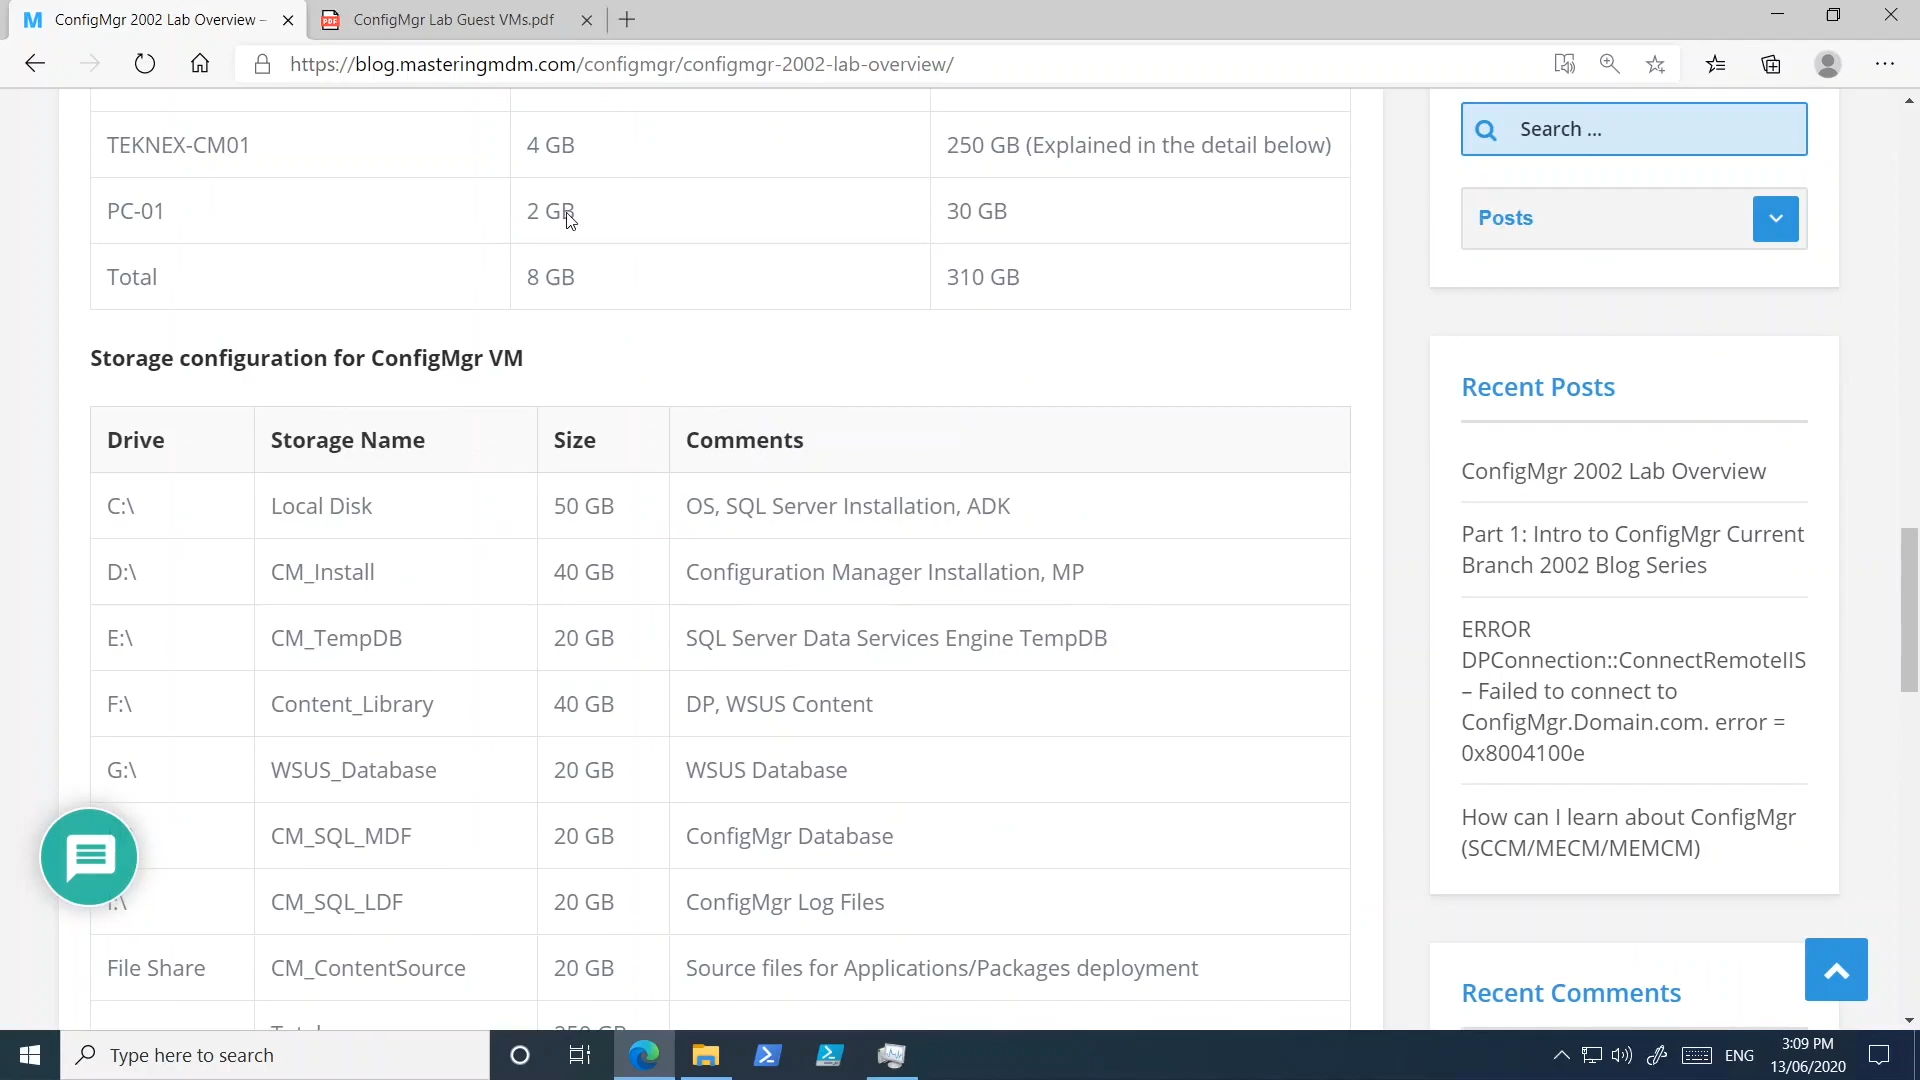 ConfigMgr 2002 Lab Overview –
ConfigMgr Lab Guest VMs.pdf
https://blog.masteringmdm.com/configmgr/configmgr-2002-lab-overview/
TEKNEX-CM01 4 GB 250 GB (Explained in the detail below)
PC-01 2 GB 30 GB
Total 8 GB 310 GB
Storage configuration for ConfigMgr VM
Drive Storage Name Size Comments
C:\ Local Disk 50 GB OS, SQL Server Installation, ADK
D:\ CM_Install 40 GB Configuration Manager Installation, MP
E:\ CM_TempDB 20 GB SQL Server Data Services Engine TempDB
F:\ Content_Library 40 GB DP, WSUS Content
G:\ WSUS_Database 20 GB WSUS Database
CM_SQL_MDF 20 GB ConfigMgr Database
I:\ CM_SQL_LDF 20 GB ConfigMgr Log Files
File Share CM_ContentSource 20 GB Source files for Applications/Packages deployment
Total 250 GB
Search ...
Posts
Recent Posts
ConfigMgr 2002 Lab Overview
Part 1: Intro to ConfigMgr Current
Branch 2002 Blog Series
ERROR
DPConnection::ConnectRemoteIIS
– Failed to connect to
ConfigMgr.Domain.com. error =
0x8004100e
How can I learn about ConfigMgr
(SCCM/MECM/MEMCM)
Recent Comments
Type here to search
ENG
3:09 PM
13/06/2020